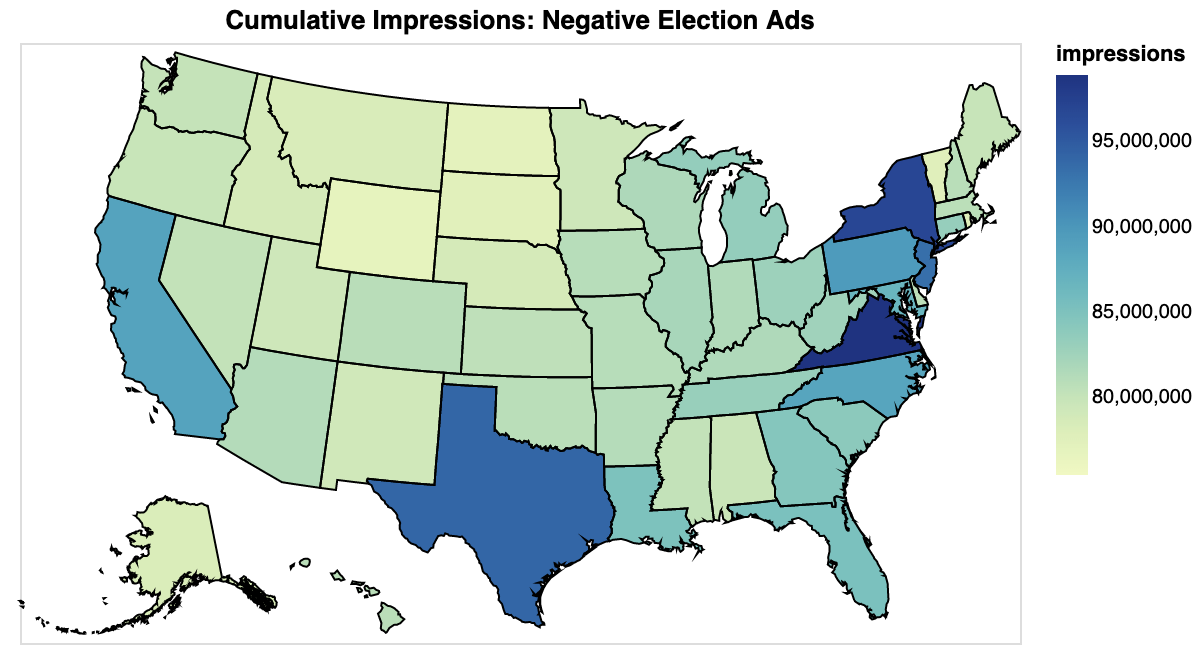 Cumulative Impressions: Negative Election Ads
impressions
95,000,000
90,000,000
85,000,000
80,000,000